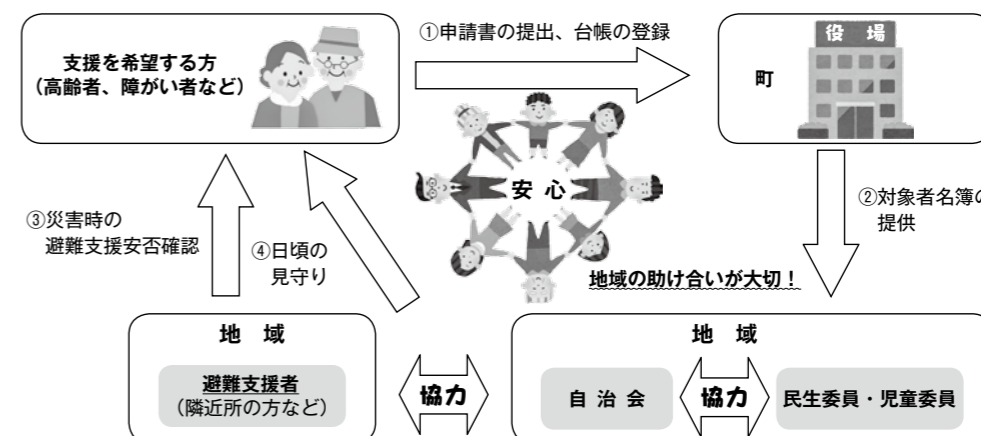 ①申請書の提出、台帳の登録
支援を希望する方
(高齢者、障がい者など)
役場
町
安心
②対象者名簿の
提供
③災害時の
避難支援安否確認
④日頃の
見守り
地域の助け合いが大切！
地域
避難支援者
(隣近所の方など)
協力
地域
自治会
協力
民生委員・児童委員